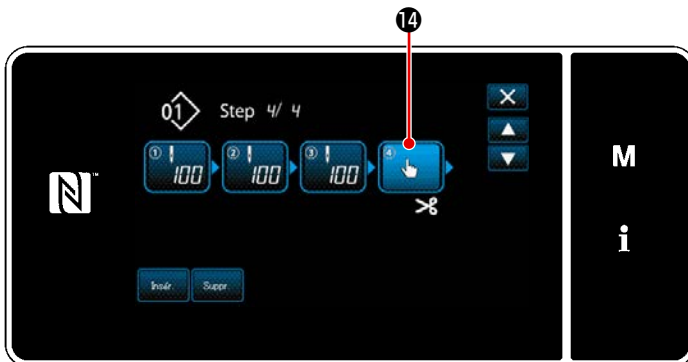 ⓮
01 Step 4/ 4
① 100 ② 100 ③ 100 ④
M
i
Insér. Suppr.